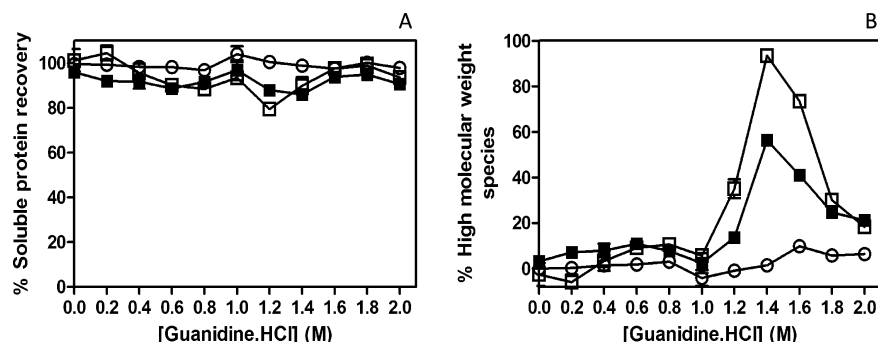 A
% Soluble protein recovery
100
80
60
40
20
0
0.0 0.2 0.4 0.6 0.8 1.0 1.2 1.4 1.6 1.8 2.0
[Guanidine.HCl] (M)
B
% High molecular weight
species
100
80
60
40
20
0
0.0 0.2 0.4 0.6 0.8 1.0 1.2 1.4 1.6 1.8 2.0
[Guanidine.HCl] (M)